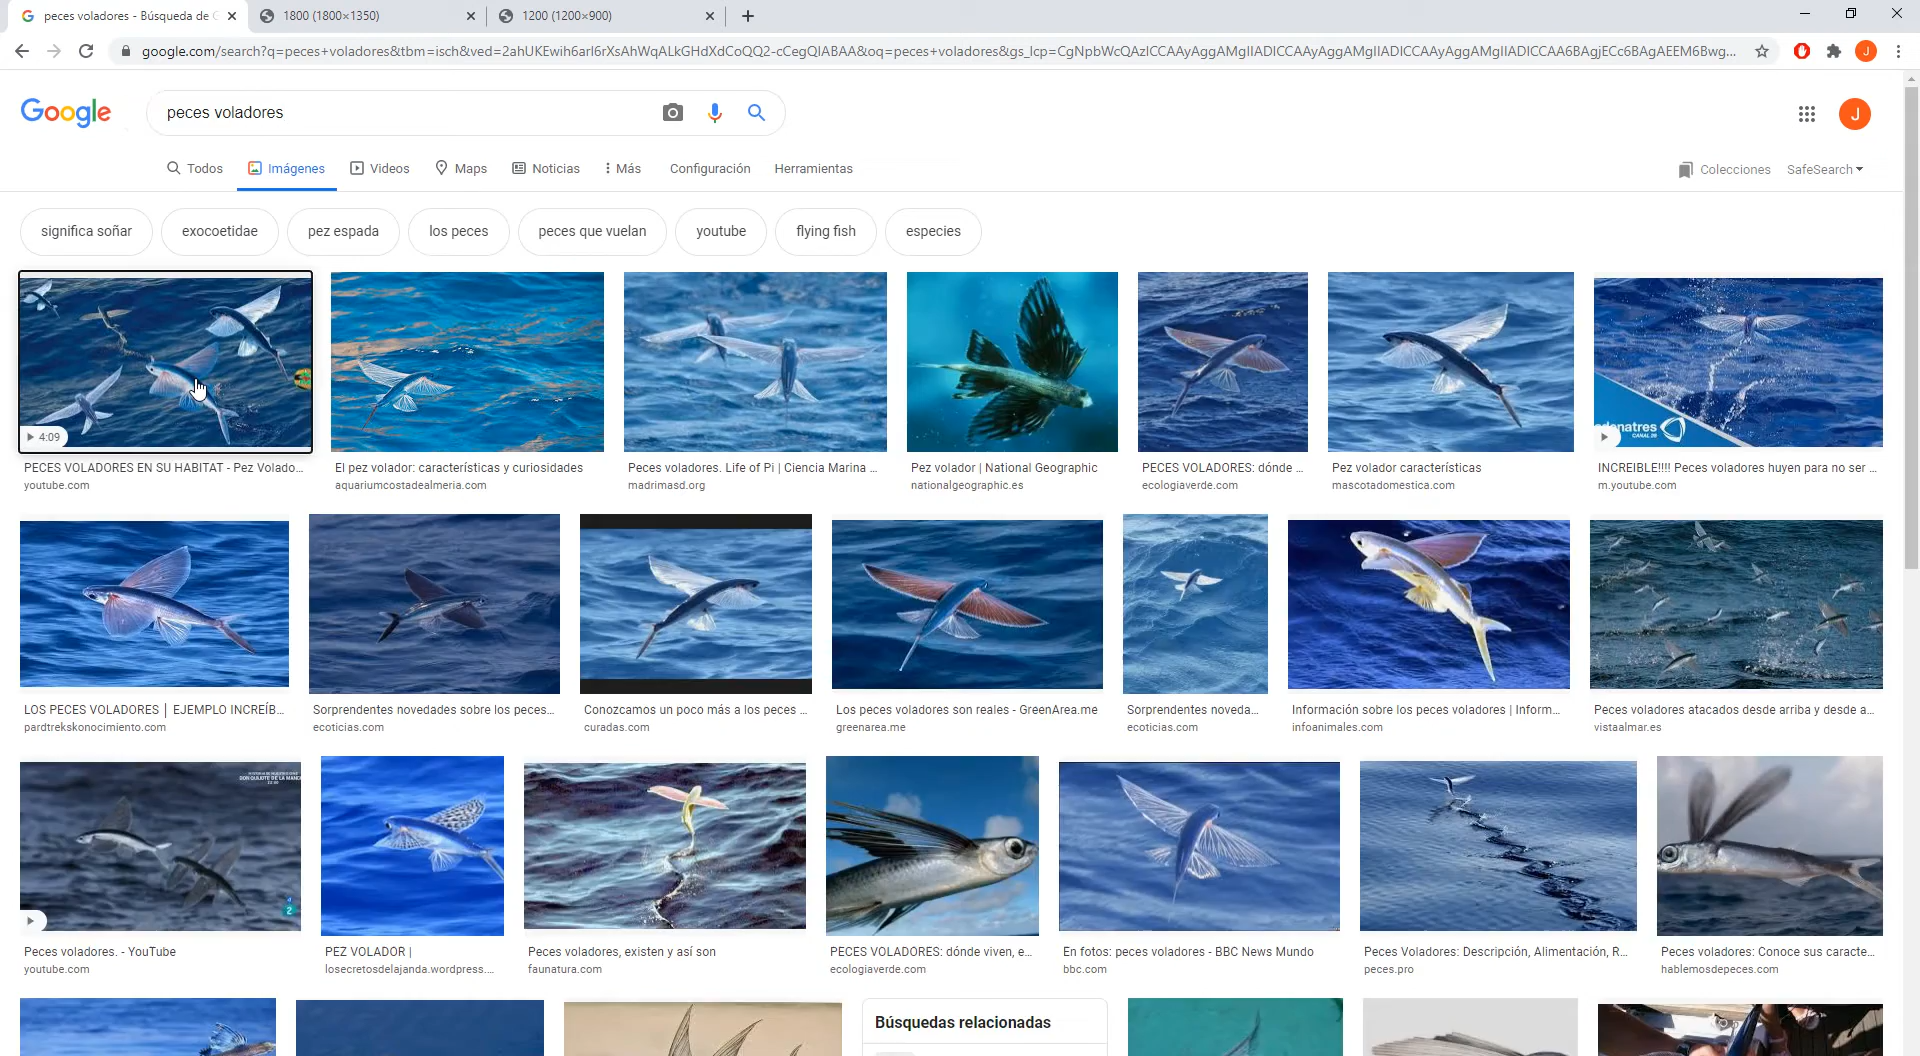 peces voladores - Búsqueda de G
1800 (1800×1350)
1200 (1200×900)
google.com/search?q=peces+voladores&tbm=isch&ved=2ahUKEwih6arl6rXsAhWqALkGHdXdCoQQ2-cCegQIABAA&oq=peces+voladores&gs_lcp=CgNpbWcQAzICCAAyAggAMgIIADICCAAyAggAMgIIADICCAAyAggAMgIIADICCAA6BAgjECc6BAgAEEM6Bwg...
J
Google
peces voladores
J
Todos
Imágenes
Videos
Maps
Noticias
Más
Configuración
Herramientas
Colecciones
SafeSearch
significa soñar
exocoetidae
pez espada
los peces
peces que vuelan
youtube
flying fish
especies
4:09
CANAL 28
PECES VOLADORES EN SU HABITAT - Pez Volado...
youtube.com
El pez volador: características y curiosidades
aquariumcostadealmeria.com
Peces voladores. Life of Pi | Ciencia Marina ...
madrimasd.org
Pez volador | National Geographic
nationalgeographic.es
PECES VOLADORES: dónde ...
ecologiaverde.com
Pez volador características
mascotadomestica.com
INCREIBLE!!!! Peces voladores huyen para no ser ...
m.youtube.com
LOS PECES VOLADORES │ EJEMPLO INCREÍB...
pardtrekskonocimiento.com
Sorprendentes novedades sobre los peces...
ecoticias.com
Conozcamos un poco más a los peces ...
curadas.com
Los peces voladores son reales - GreenArea.me
greenarea.me
Sorprendentes noveda...
ecoticias.com
Información sobre los peces voladores | Inform...
infoanimales.com
Peces voladores atacados desde arriba y desde a...
vistaalmar.es
DON QUIJOTE DE LA MANC
2
Peces voladores. - YouTube
youtube.com
PEZ VOLADOR |
losecretosdelajanda.wordpress....
Peces voladores, existen y así son
faunatura.com
PECES VOLADORES: dónde viven, e...
ecologiaverde.com
En fotos: peces voladores - BBC News Mundo
bbc.com
Peces Voladores: Descripción, Alimentación, R...
peces.pro
Peces voladores: Conoce sus caracte...
hablemosdepeces.com
Búsquedas relacionadas